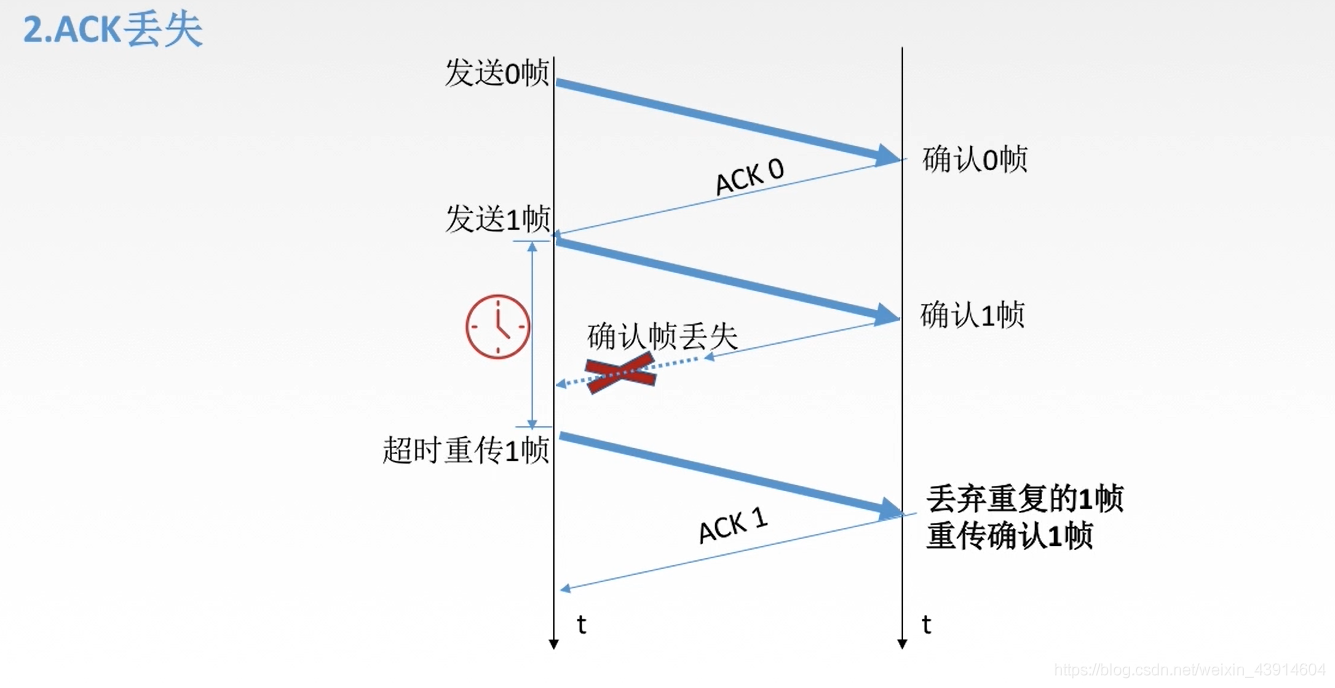 2.ACK丢失
发送0帧
确认0帧
ACK 0
发送1帧
确认1帧
确认帧丢失
超时重传1帧
丢弃重复的1帧
重传确认1帧
ACK 1
t
t
https://blog.csdn.net/weixin_43914604